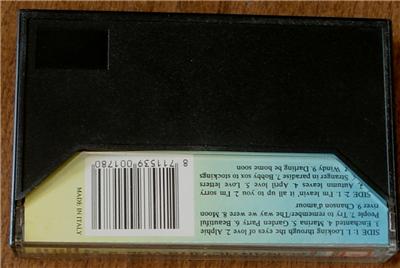 SIDE 1. 1. Looking through the eyes of love 2. Alphie
3. Enchanted 4. Marina 5. Garden Party 6. Beautiful
People 7. Try to remember/The way we were 8. Moon
river 9. Chanson d'amour
SIDE 2. 1. I'm leavin' it all up to you 2. I'm sorry
Autumn leaves 4. April love 5. Love letters
Stranger in paradise 7. Bobby sox to stockings
Windy 9. Darling be home soon
8 711539 001780
MADE IN ITALY